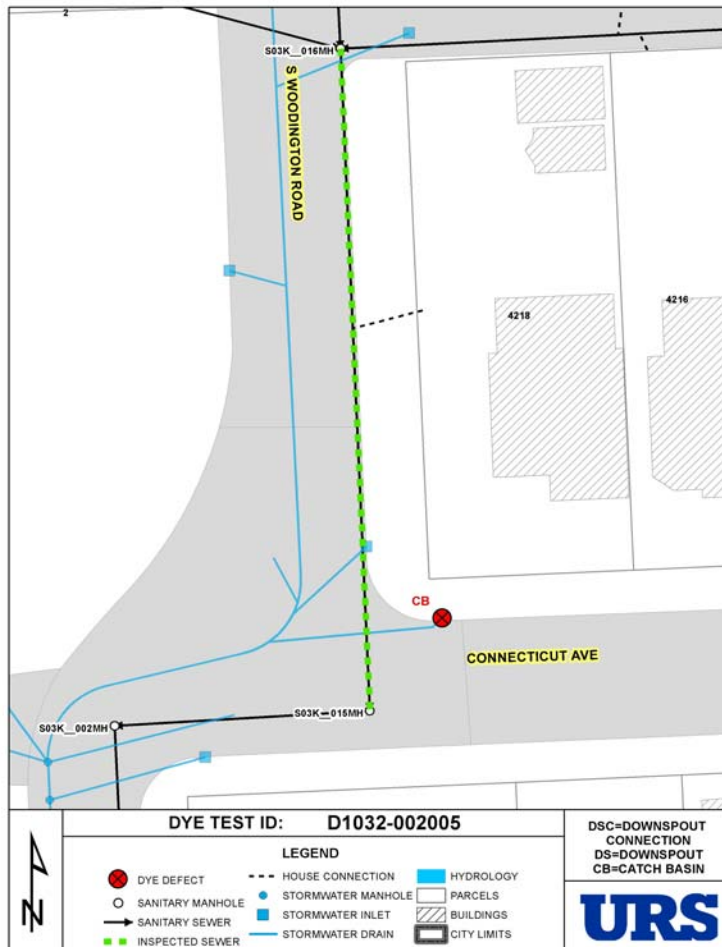 2
S03K__016MH
S WOODINGTON ROAD
4218
4216
CB
CONNECTICUT AVE
S03K__015MH
S03K__002MH
DYE TEST ID: D1032-002005
LEGEND
DYE DEFECT
SANITARY MANHOLE
SANITARY SEWER
INSPECTED SEWER
HOUSE CONNECTION
STORMWATER MANHOLE
STORMWATER INLET
STORMWATER DRAIN
HYDROLOGY
PARCELS
BUILDINGS
CITY LIMITS
DSC=DOWNSPOUT
CONNECTION
DS=DOWNSPOUT
CB=CATCH BASIN
N
URS